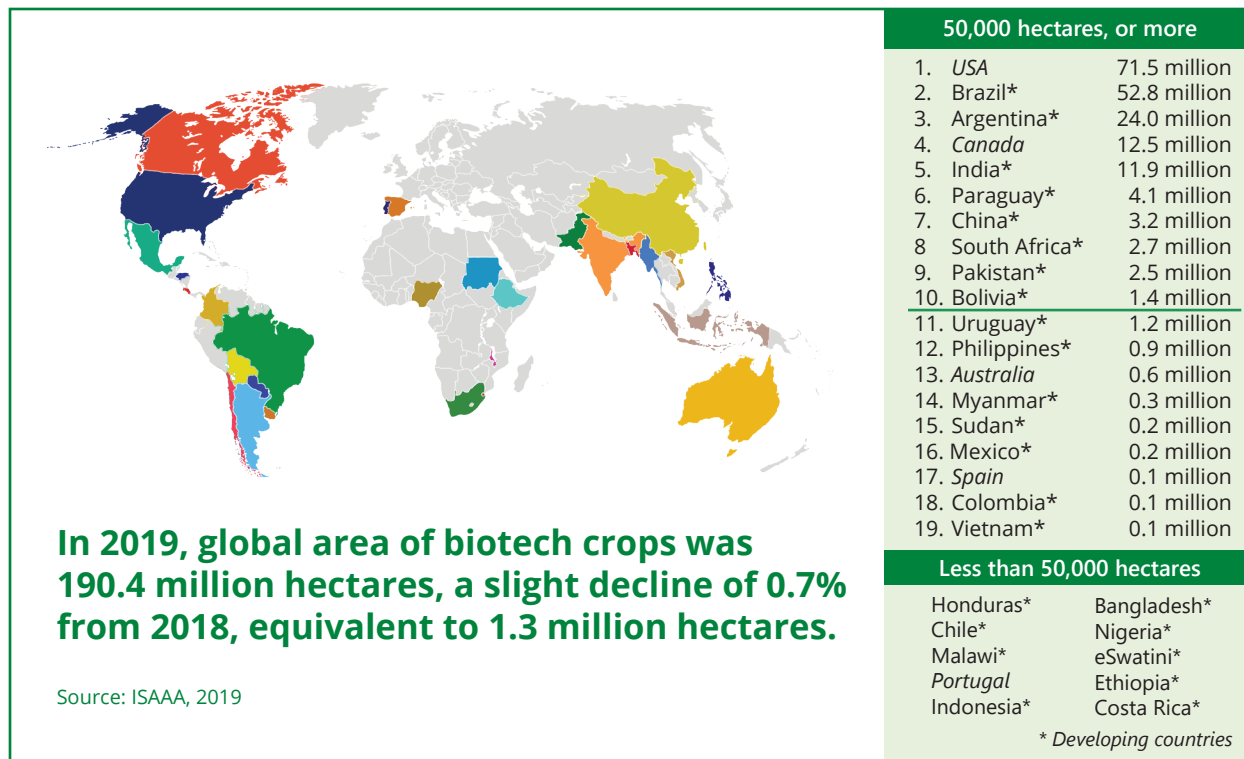 In 2019, global area of biotech crops was
190.4 million hectares, a slight decline of 0.7%
from 2018, equivalent to 1.3 million hectares.
Source: ISAAA, 2019
50,000 hectares, or more
1. USA 71.5 million
2. Brazil* 52.8 million
3. Argentina* 24.0 million
4. Canada 12.5 million
5. India* 11.9 million
6. Paraguay* 4.1 million
7. China* 3.2 million
8 South Africa* 2.7 million
9. Pakistan* 2.5 million
10. Bolivia* 1.4 million
11. Uruguay* 1.2 million
12. Philippines* 0.9 million
13. Australia 0.6 million
14. Myanmar* 0.3 million
15. Sudan* 0.2 million
16. Mexico* 0.2 million
17. Spain 0.1 million
18. Colombia* 0.1 million
19. Vietnam* 0.1 million
Less than 50,000 hectares
Honduras* Bangladesh*
Chile* Nigeria*
Malawi* eSwatini*
Portugal Ethiopia*
Indonesia* Costa Rica*
* Developing countries